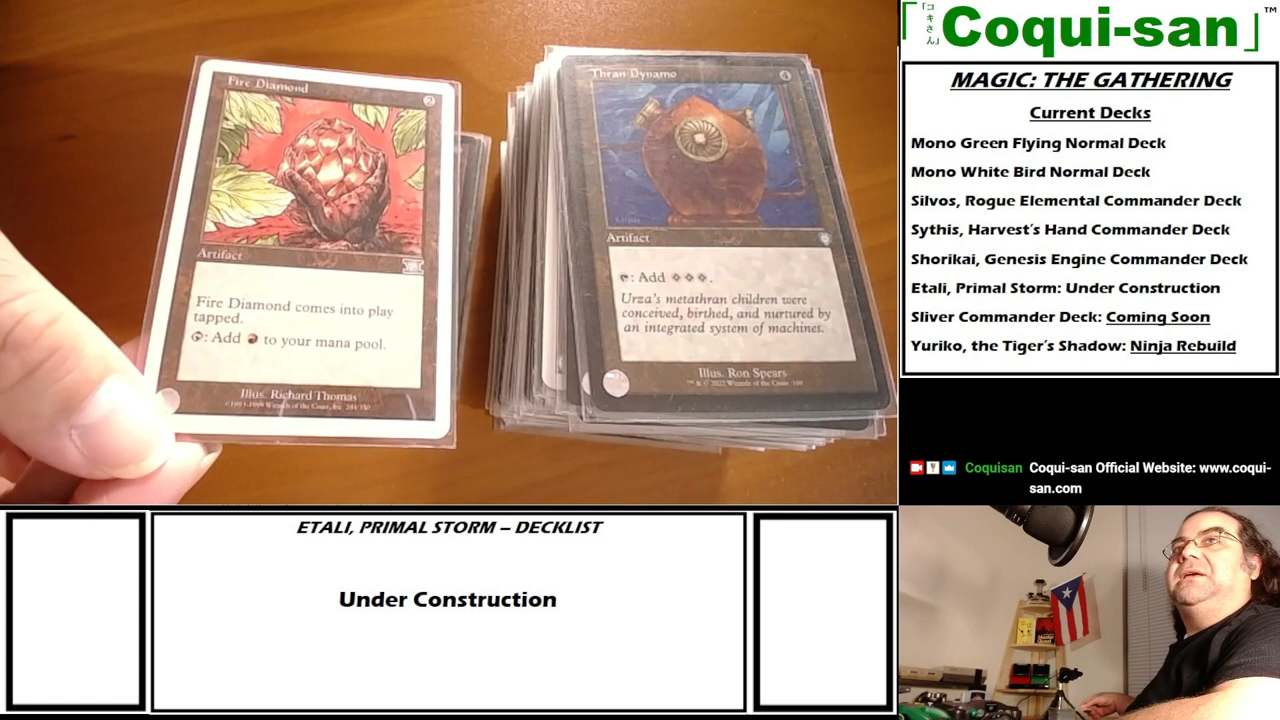 Fire Diamond
2
Artifact
Fire Diamond comes into play
tapped.
: Add to your mana pool.
Illus. Richard Thomas
Thran Dynamo
4
Artifact
: Add .
Urza's metathran children were
conceived, birthed, and nurtured by
an integrated system of machines.
Illus. Ron Spears
「コキさん」
「Coqui-san」™
MAGIC: THE GATHERING
Current Decks
Mono Green Flying Normal Deck
Mono White Bird Normal Deck
Silvos, Rogue Elemental Commander Deck
Sythis, Harvest's Hand Commander Deck
Shorikai, Genesis Engine Commander Deck
Etali, Primal Storm: Under Construction
Sliver Commander Deck: Coming Soon
Yuriko, the Tiger's Shadow: Ninja Rebuild
Coquisan Coqui-san Official Website: www.coqui-
san.com
ETALI, PRIMAL STORM – DECKLIST
Under Construction